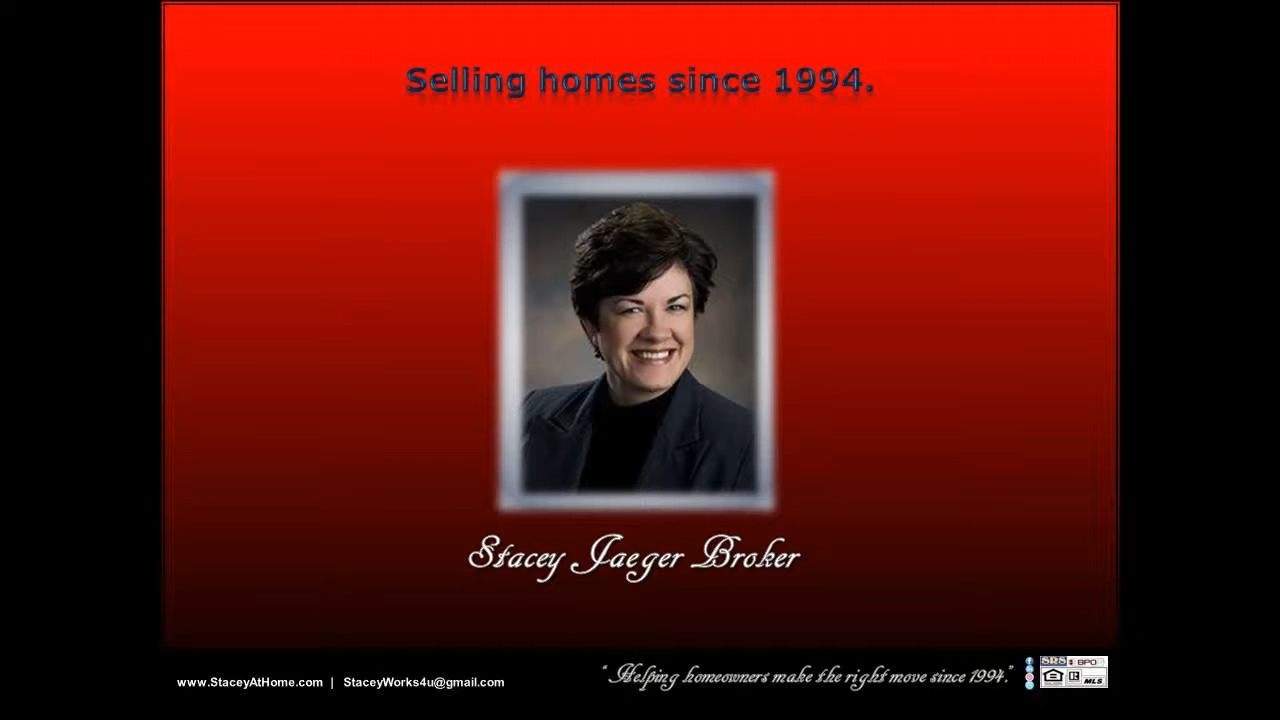 Selling homes since 1994.
Stacey Jaeger Broker
www.StaceyAtHome.com | StaceyWorks4u@gmail.com
“Helping homeowners make the right move since 1994.”
SRS BPO
R MLS